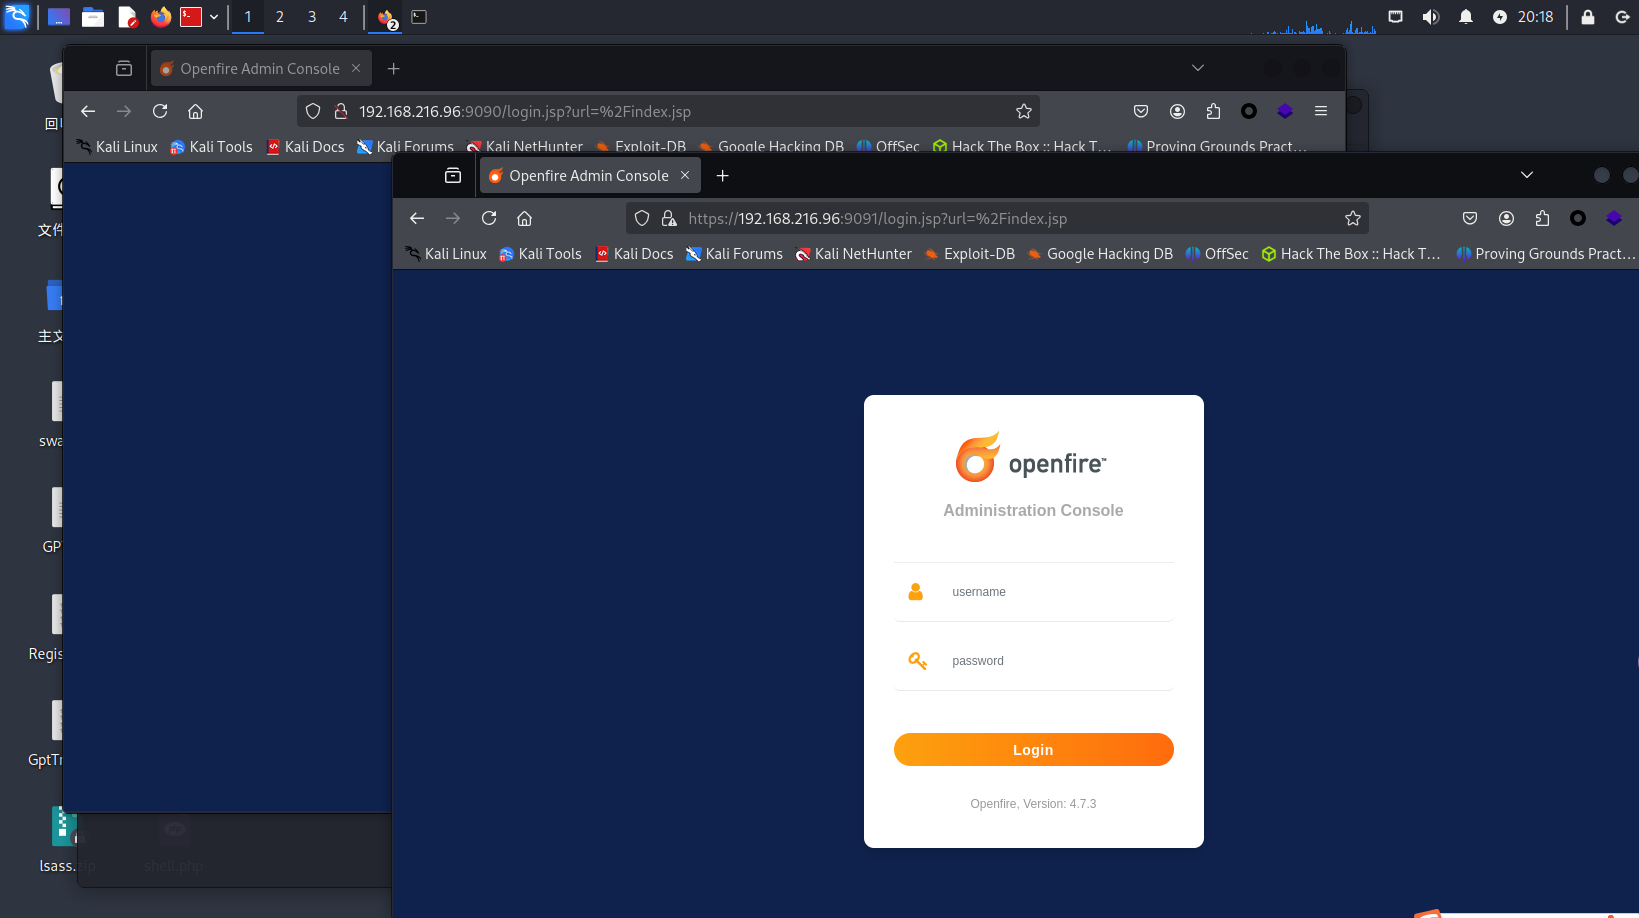 1 2 3 4 2 20:18
Openfire Admin Console
192.168.216.96:9090/login.jsp?url=%2Findex.jsp
Kali Linux Kali Tools Kali Docs Kali Forums Kali NetHunter Exploit-DB Google Hacking DB OffSec Hack The Box :: Hack T… Proving Grounds Pract…
Openfire Admin Console
https://192.168.216.96:9091/login.jsp?url=%2Findex.jsp
Kali Linux Kali Tools Kali Docs Kali Forums Kali NetHunter Exploit-DB Google Hacking DB OffSec Hack The Box :: Hack T… Proving Grounds Pract…
回
文件
主文
swa
GP
Regis
GptTr
lsass.zip
shell.php
openfire™
Administration Console
username
password
Login
Openfire, Version: 4.7.3